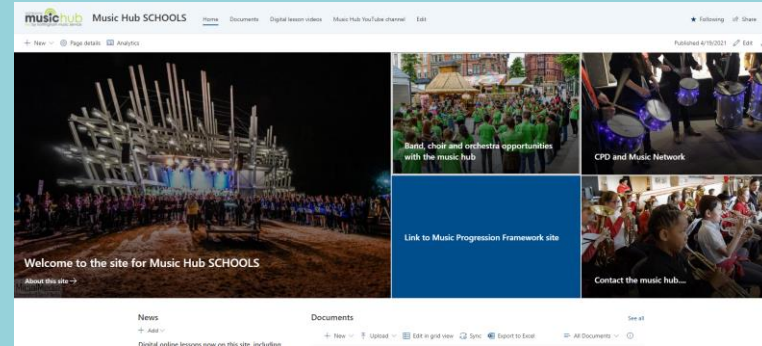 musichub
Music Hub SCHOOLS
Home Documents Digital lesson videos Music Hub YouTube channel Edit
Following Share
New Page details Analytics
Published 4/19/2021 Edit
Band, choir and orchestra opportunities
with the music hub
CPD and Music Network
Link to Music Progression Framework site
Welcome to the site for Music Hub SCHOOLS
About this site →
Contact the music hub....
News
+ Add
Digital online lessons now on this site, including
Documents
See all
+ New Upload Edit in grid view Sync Export to Excel All Documents